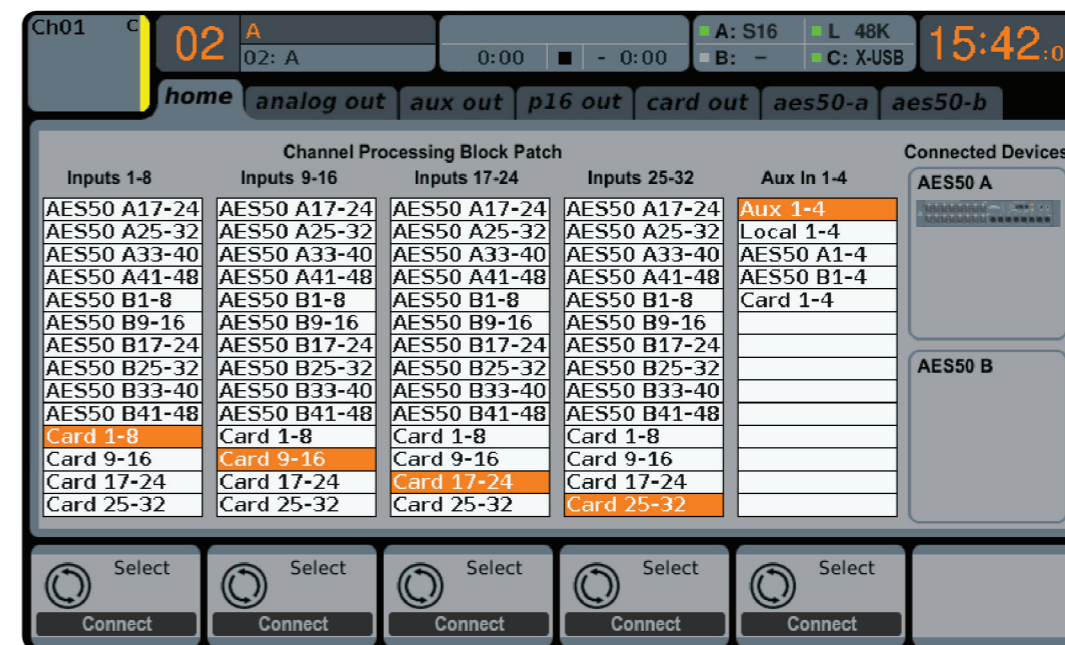 Ch01 C
02 A
02: A
0:00 - 0:00
A: S16 L 48K
B: - C: X-USB
15:42:0
home analog out aux out p16 out card out aes50-a aes50-b
Channel Processing Block Patch Connected Devices
Inputs 1-8 Inputs 9-16 Inputs 17-24 Inputs 25-32 Aux In 1-4 AES50 A
AES50 A17-24 AES50 A17-24 AES50 A17-24 AES50 A17-24 Aux 1-4
AES50 A25-32 AES50 A25-32 AES50 A25-32 AES50 A25-32 Local 1-4
AES50 A33-40 AES50 A33-40 AES50 A33-40 AES50 A33-40 AES50 A1-4
AES50 A41-48 AES50 A41-48 AES50 A41-48 AES50 A41-48 AES50 B1-4
AES50 B1-8 AES50 B1-8 AES50 B1-8 AES50 B1-8 Card 1-4
AES50 B9-16 AES50 B9-16 AES50 B9-16 AES50 B9-16
AES50 B17-24 AES50 B17-24 AES50 B17-24 AES50 B17-24
AES50 B25-32 AES50 B25-32 AES50 B25-32 AES50 B25-32 AES50 B
AES50 B33-40 AES50 B33-40 AES50 B33-40 AES50 B33-40
AES50 B41-48 AES50 B41-48 AES50 B41-48 AES50 B41-48
Card 1-8 Card 1-8 Card 1-8 Card 1-8
Card 9-16 Card 9-16 Card 9-16 Card 9-16
Card 17-24 Card 17-24 Card 17-24 Card 17-24
Card 25-32 Card 25-32 Card 25-32 Card 25-32
Select Select Select Select Select
Connect Connect Connect Connect Connect